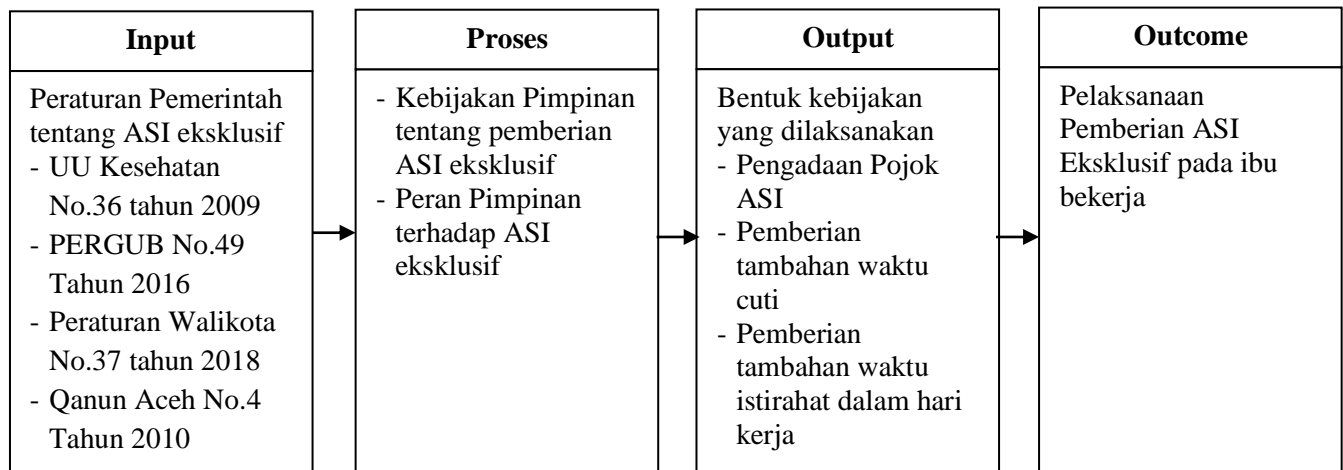 Input
Peraturan Pemerintah
tentang ASI eksklusif
- UU Kesehatan
No.36 tahun 2009
- PERGUB No.49
Tahun 2016
- Peraturan Walikota
No.37 tahun 2018
- Qanun Aceh No.4
Tahun 2010
Proses
- Kebijakan Pimpinan
tentang pemberian
ASI eksklusif
- Peran Pimpinan
terhadap ASI
eksklusif
Output
Bentuk kebijakan
yang dilaksanakan
- Pengadaan Pojok
ASI
- Pemberian
tambahan waktu
cuti
- Pemberian
tambahan waktu
istirahat dalam hari
kerja
Outcome
Pelaksanaan
Pemberian ASI
Eksklusif pada ibu
bekerja